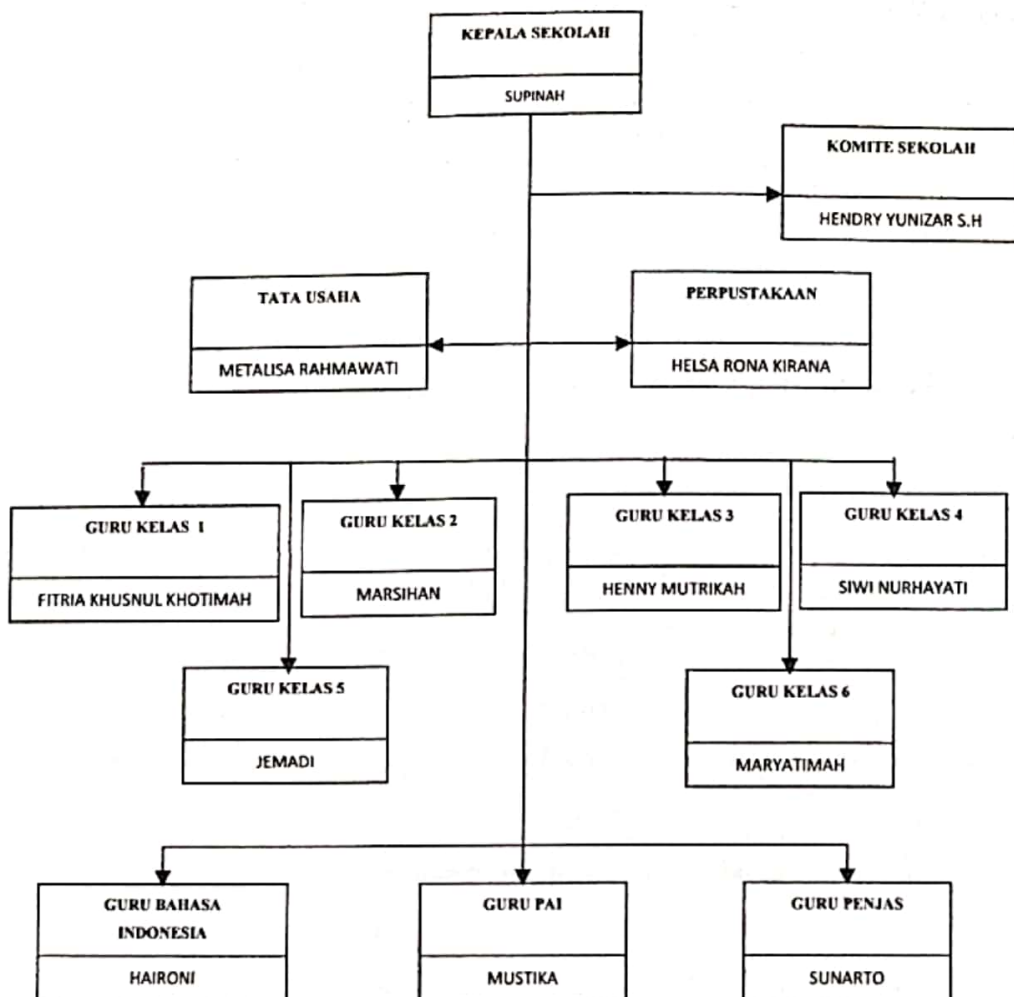 KEPALA SEKOLAH
SUPINAH
KOMITE SEKOLAH
HENDRY YUNIZAR S.H
TATA USAHA
METALISA RAHMAWATI
PERPUSTAKAAN
HELSA RONA KIRANA
GURU KELAS 1
FITRIA KHUSNUL KHOTIMAH
GURU KELAS 2
MARSIHAN
GURU KELAS 3
HENNY MUTRIKAH
GURU KELAS 4
SIWI NURHAYATI
GURU KELAS 5
JEMADI
GURU KELAS 6
MARYATIMAH
GURU BAHASA
INDONESIA
HAIRONI
GURU PAI
MUSTIKA
GURU PENJAS
SUNARTO